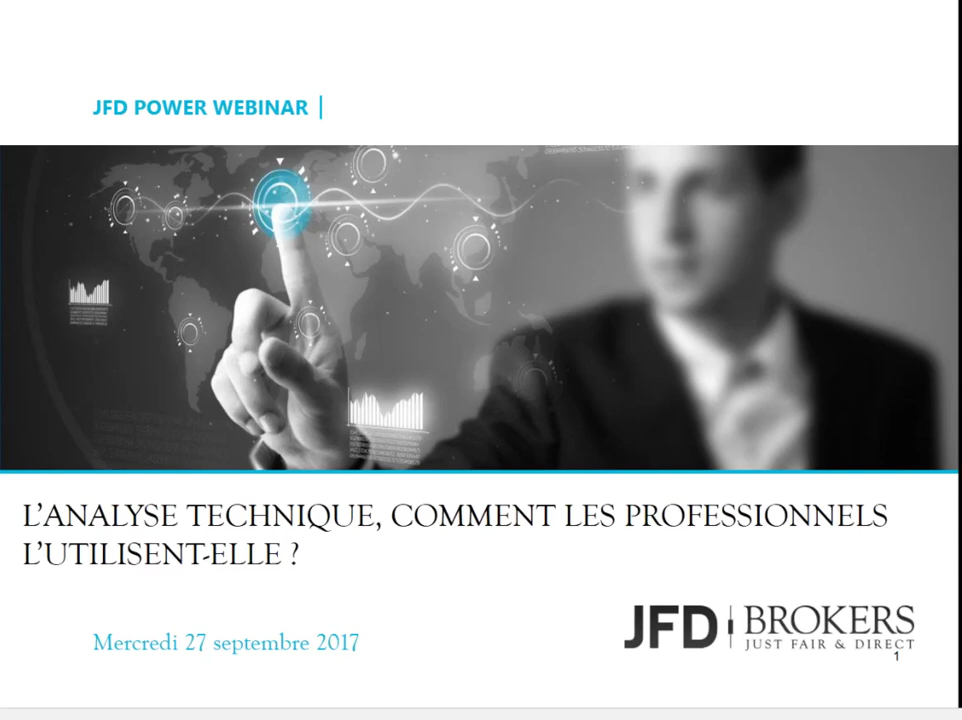 JFD POWER WEBINAR |
L'ANALYSE TECHNIQUE, COMMENT LES PROFESSIONNELS
L'UTILISENT-ELLE ?
Mercredi 27 septembre 2017
JFD BROKERS
JUST FAIR & DIRECT
1